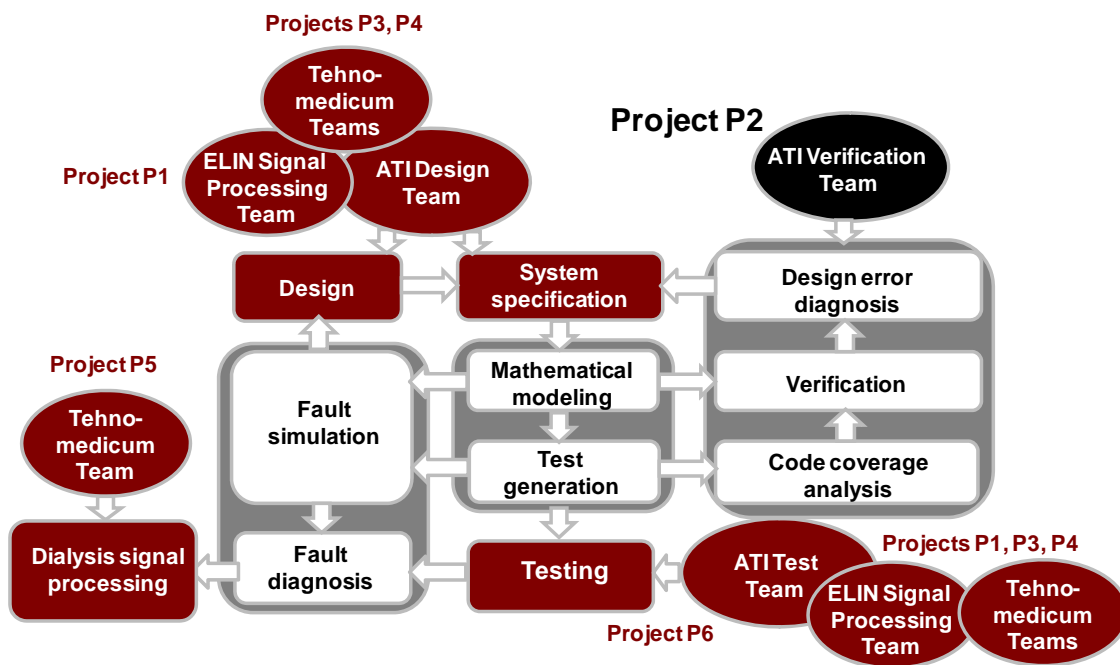 Projects P3, P4
Tehno-
medicum
Teams
Project P2
ATI Verification
Team
Project P1
ELIN Signal
Processing
Team
ATI Design
Team
Design
System
specification
Design error
diagnosis
Project P5
Tehno-
medicum
Team
Fault
simulation
Mathematical
modeling
Verification
Test
generation
Code coverage
analysis
Dialysis signal
processing
Fault
diagnosis
Testing
ATI Test
Team
Projects P1, P3, P4
ELIN Signal
Processing
Team
Tehno-
medicum
Teams
Project P6